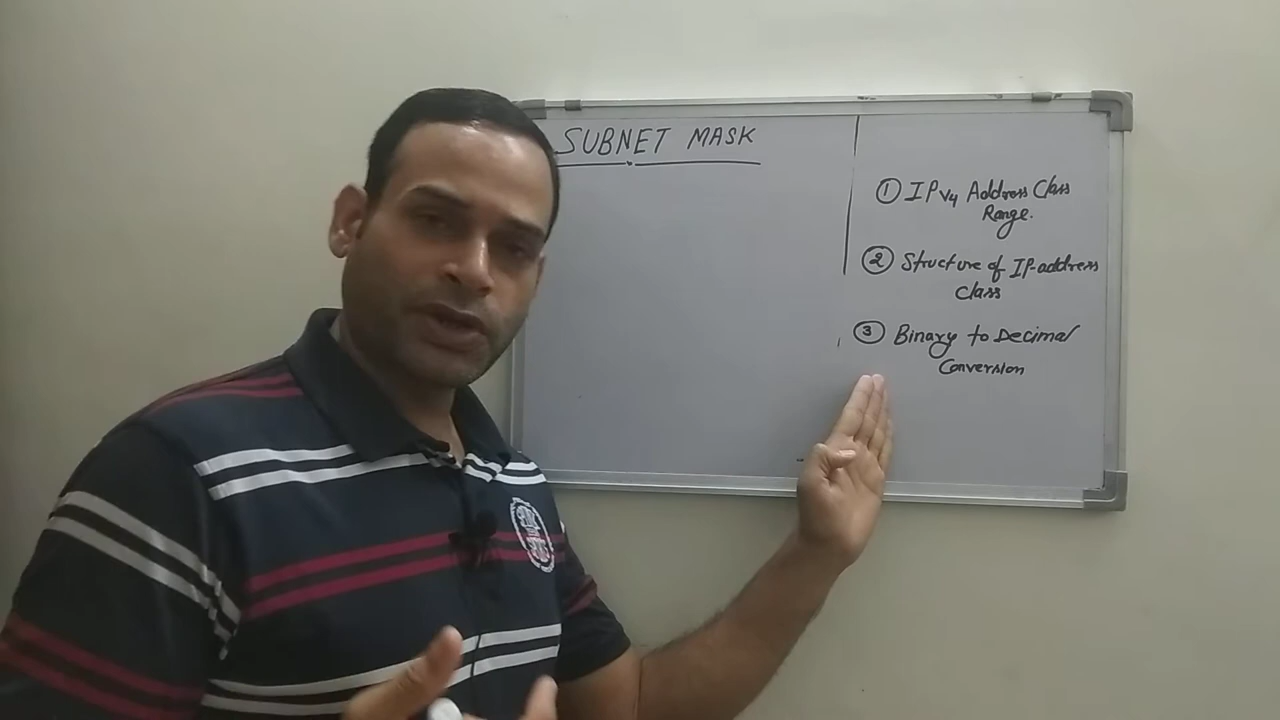 SUBNET MASK
① IPv4 Address Class
Range.
② Structure of IP-address
Class
③ Binary to Decimal
Conversion